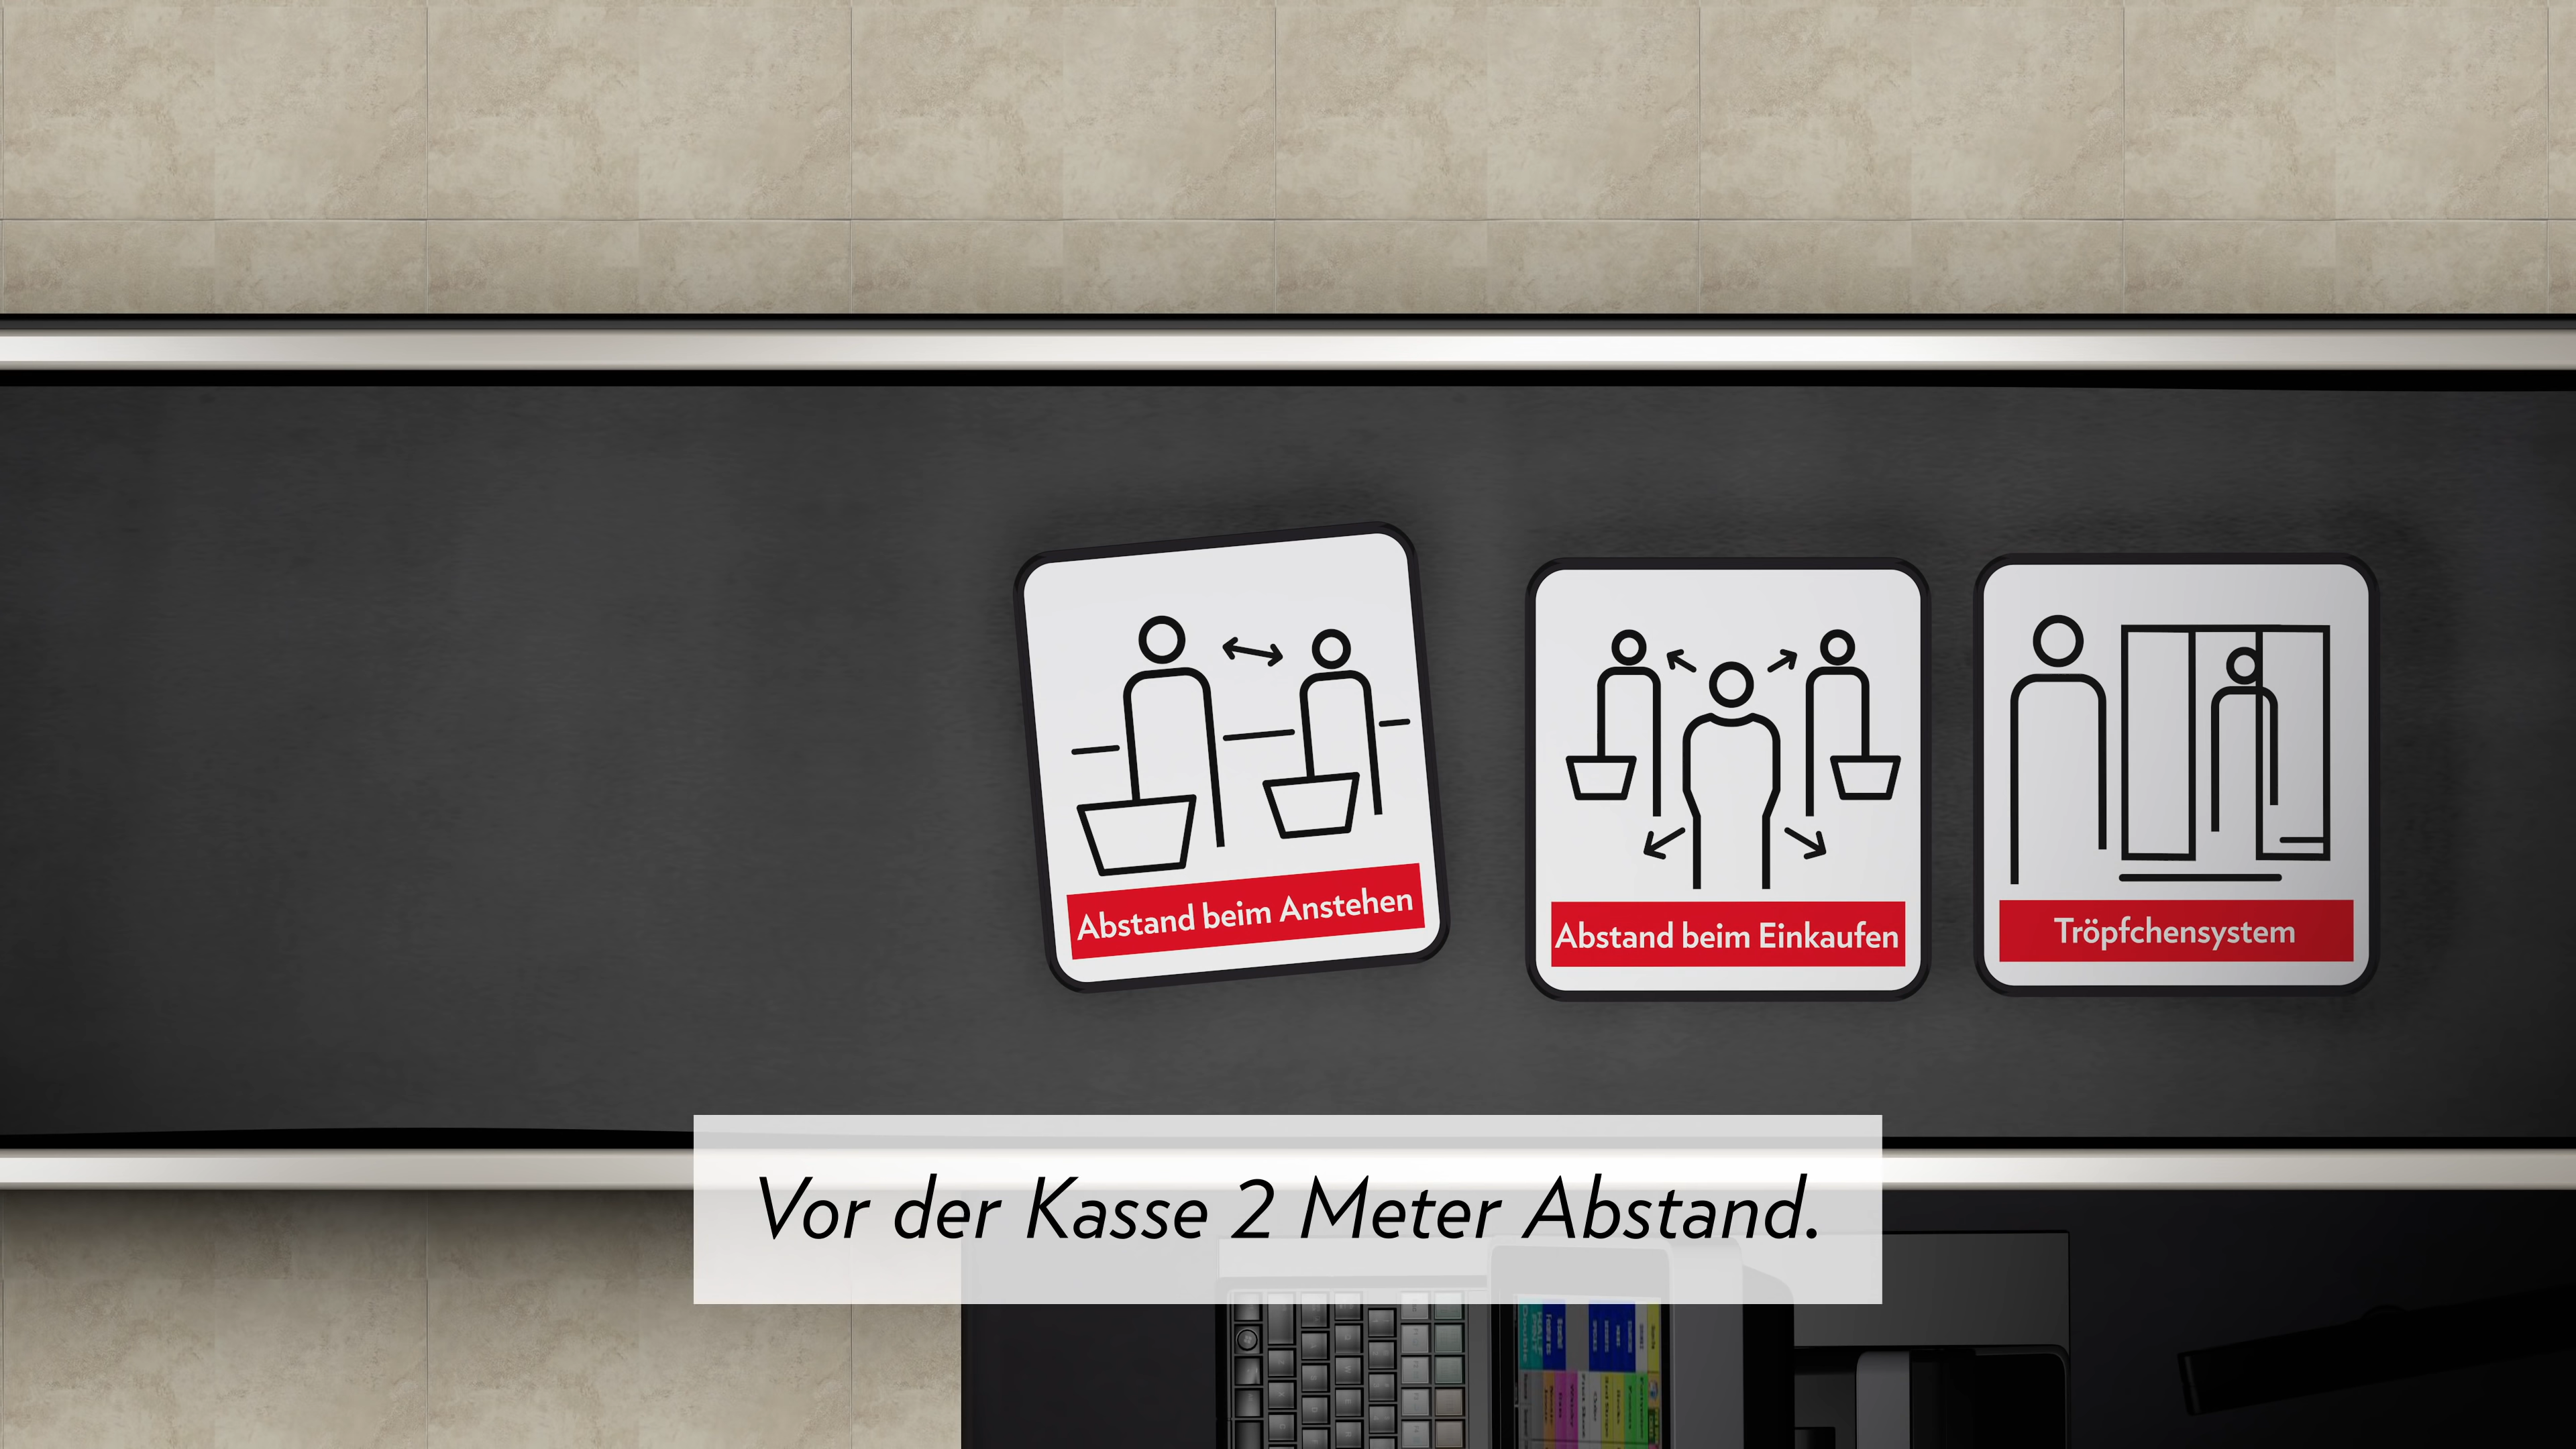 Abstand beim Anstehen
Abstand beim Einkaufen
Tröpfchensystem
Vor der Kasse 2 Meter Abstand.